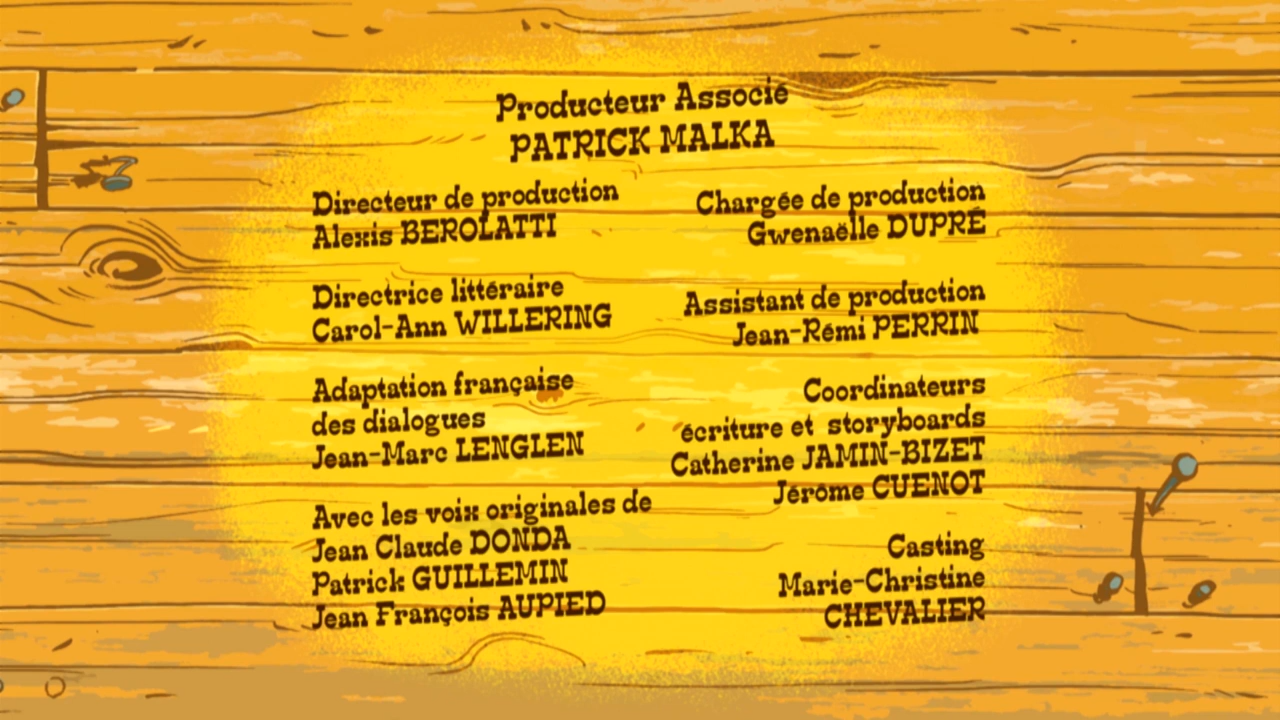 Producteur Associé
PATRICK MALKA
Directeur de production
Alexis BEROLATTI
Directrice littéraire
Carol-Ann WILLERING
Adaptation française
des dialogues
Jean-Marc LENGLEN
Avec les voix originales de
Jean Claude DONDA
Patrick GUILLEMIN
Jean François AUPIED
Chargée de production
Gwenaëlle DUPRÉ
Assistant de production
Jean-Rémi PERRIN
Coordinateurs
écriture et storyboards
Catherine JAMIN-BIZET
Jérôme CUENOT
Casting
Marie-Christine
CHEVALIER